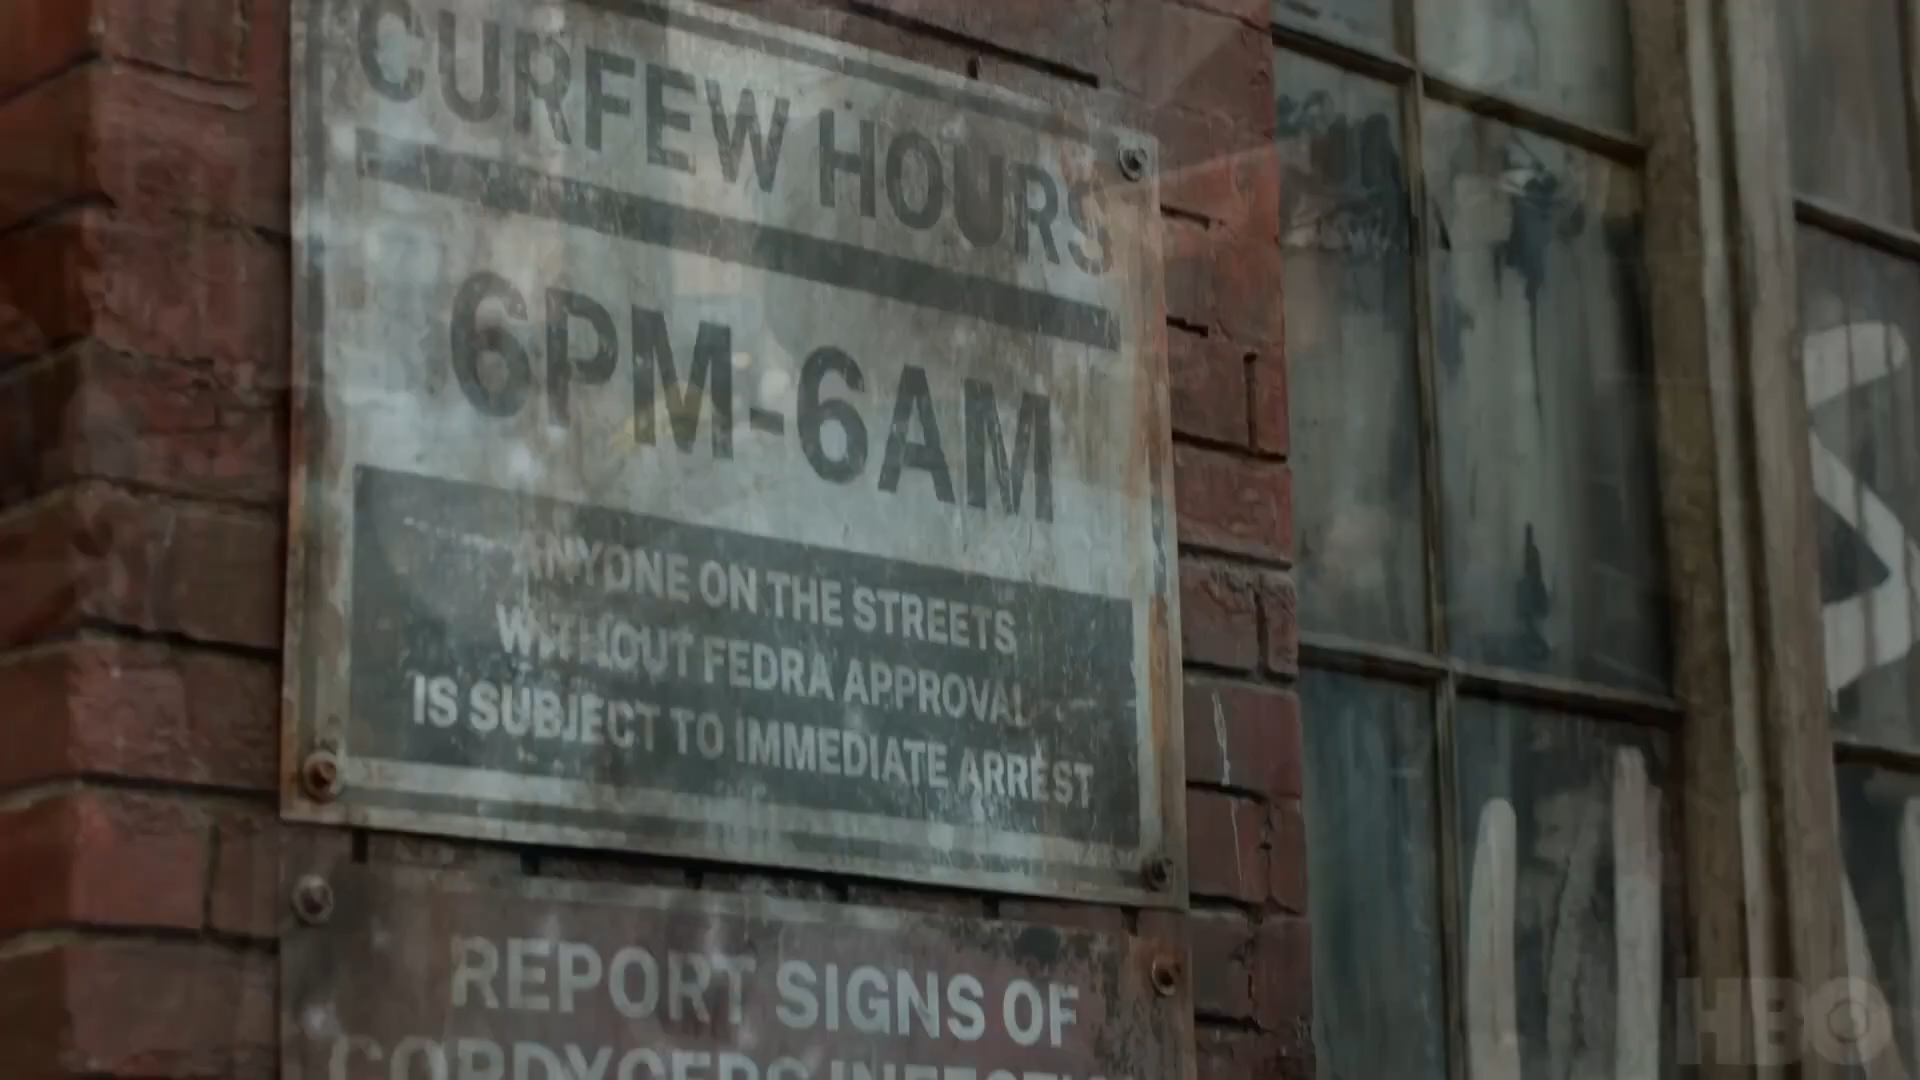 CURFEW HOURS
6PM-6AM
ANYONE ON THE STREETS
WITHOUT FEDRA APPROVAL
IS SUBJECT TO IMMEDIATE ARREST
REPORT SIGNS OF
CORDYCEPS
HBO